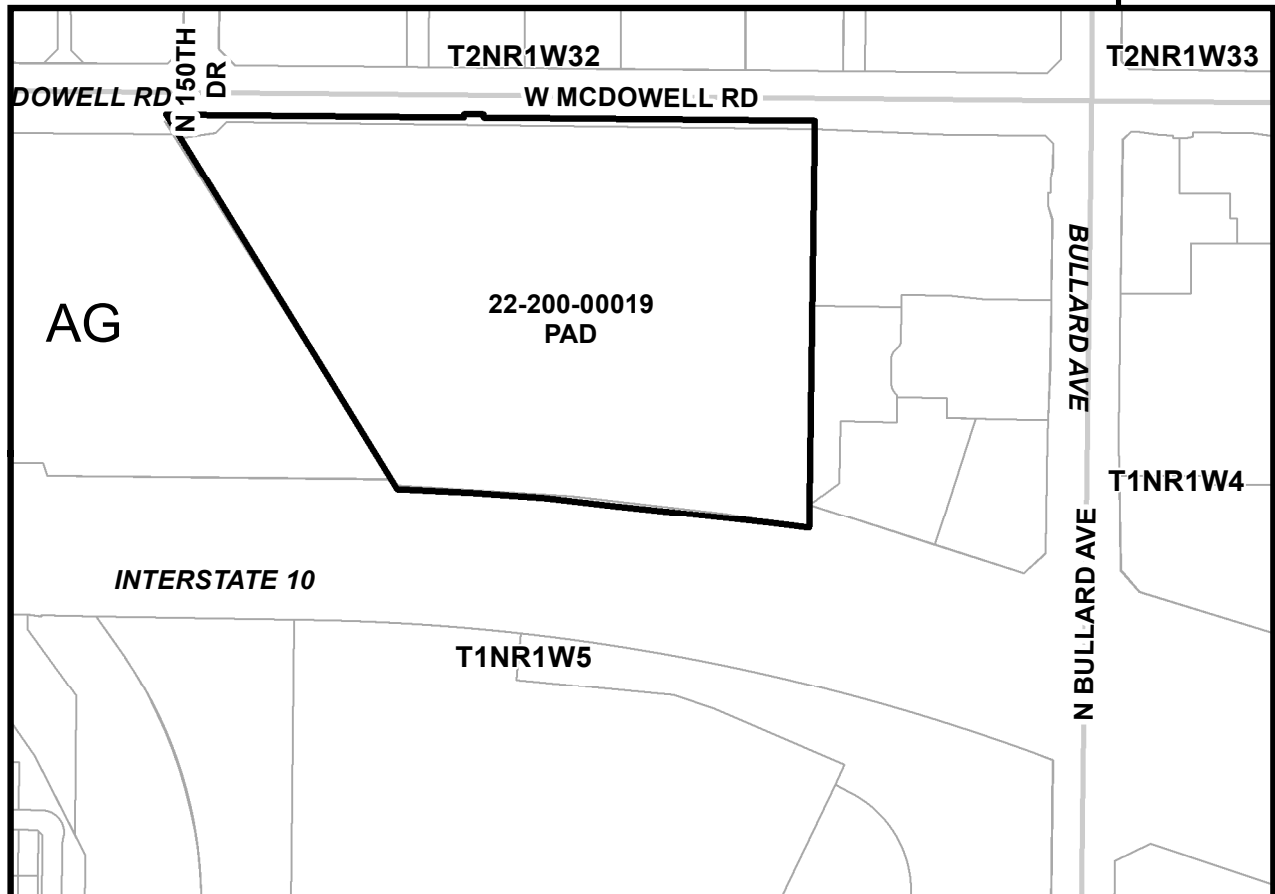 T2NR1W32
T2NR1W33
N 150TH
DR
DOWELL RD
W MCDOWELL RD
BULLARD AVE
22-200-00019
PAD
AG
T1NR1W4
N BULLARD AVE
INTERSTATE 10
T1NR1W5